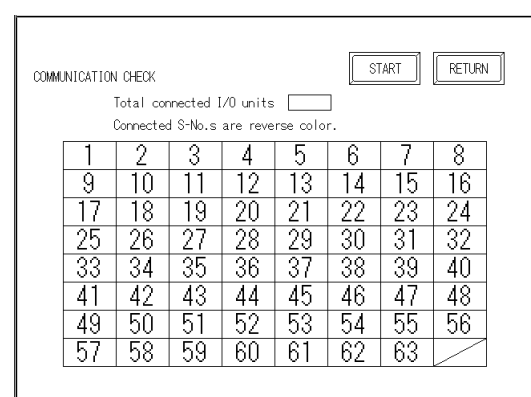 START RETURN
COMMUNICATION CHECK
Total connected I/O units
Connected S-No.s are reverse color.
1 2 3 4 5 6 7 8
9 10 11 12 13 14 15 16
17 18 19 20 21 22 23 24
25 26 27 28 29 30 31 32
33 34 35 36 37 38 39 40
41 42 43 44 45 46 47 48
49 50 51 52 53 54 55 56
57 58 59 60 61 62 63